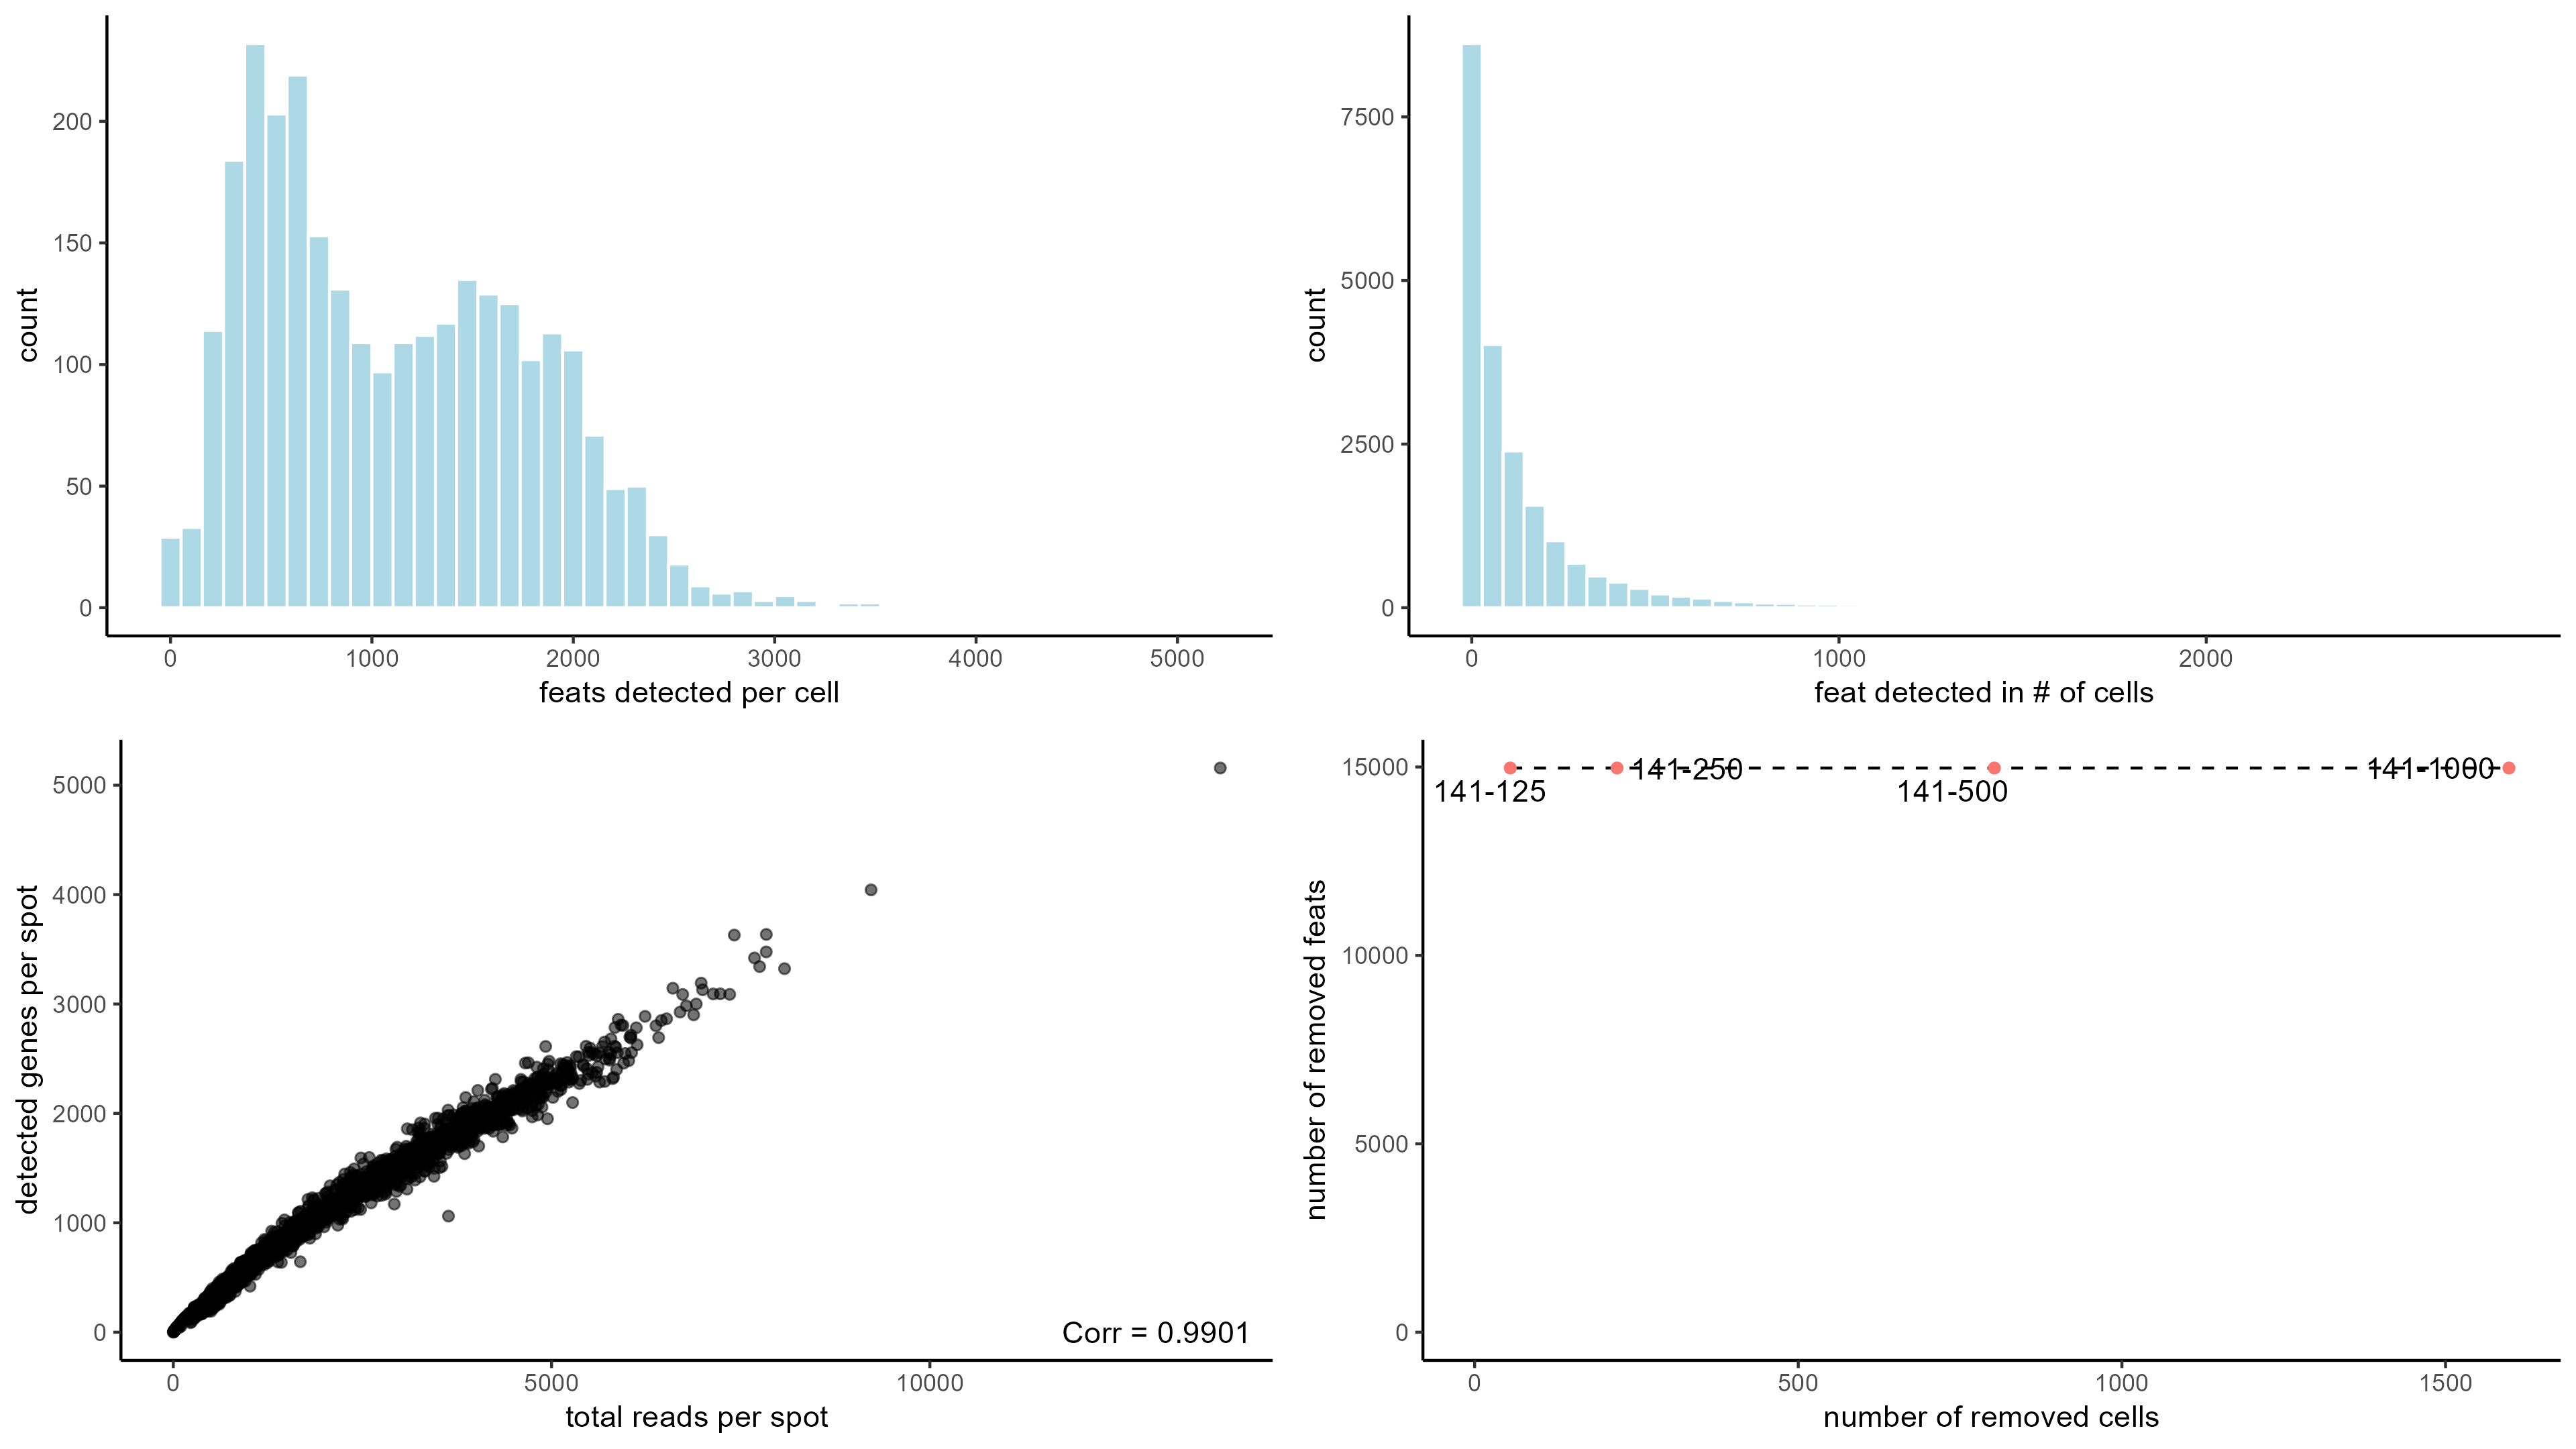 count
200
150
100
50
0
0 1000 2000 3000 4000 5000
feats detected per cell
count
7500
5000
2500
0
0 1000 2000
feat detected in # of cells
detected genes per spot
5000
4000
3000
2000
1000
0
Corr = 0.9901
0 5000 10000
total reads per spot
number of removed feats
15000
10000
5000
0
141-250 141-1000
141-125 141-500
0 500 1000 1500
number of removed cells